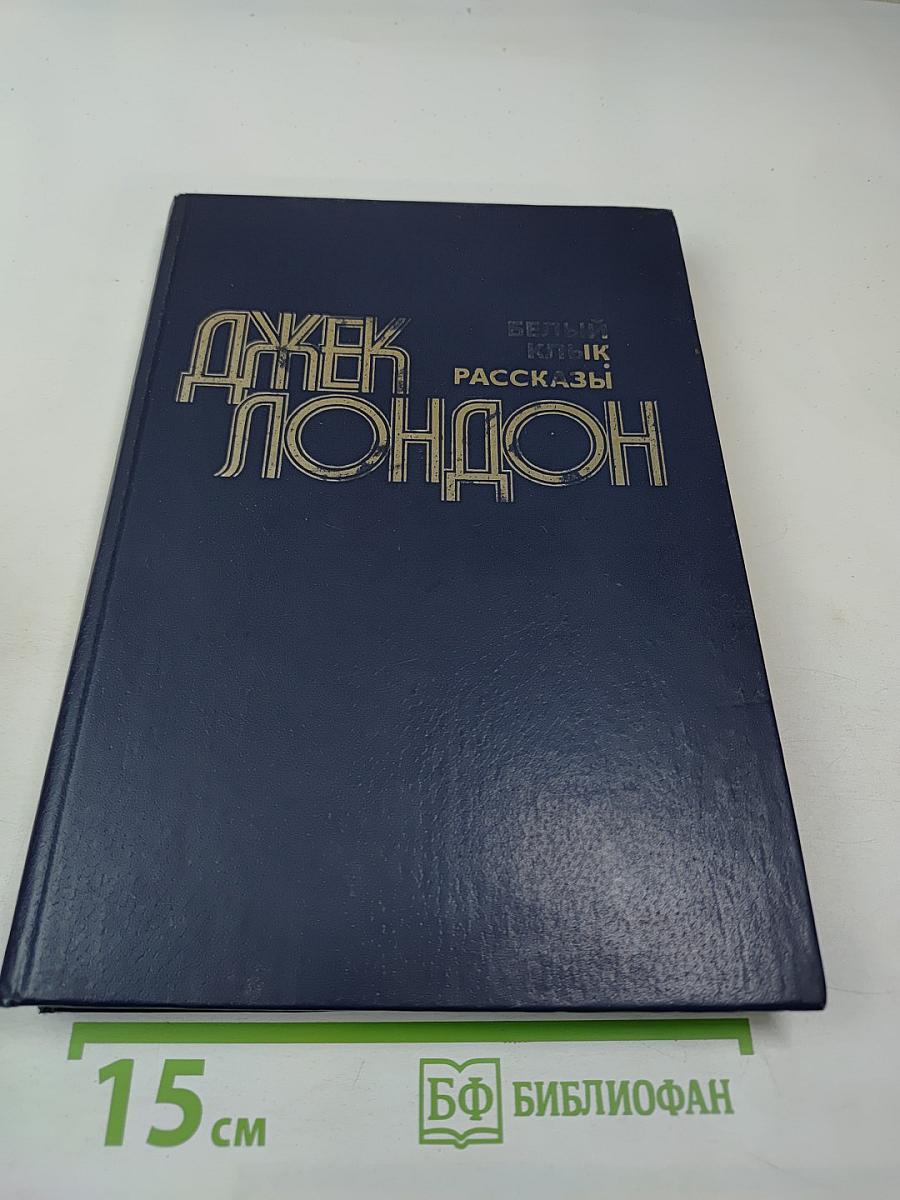 ДЖЕК
ЛОНДОН
БЕЛЫЙ
КЛЫК
РАССКАЗЫ
15 см
БФ БИБЛИОФАН